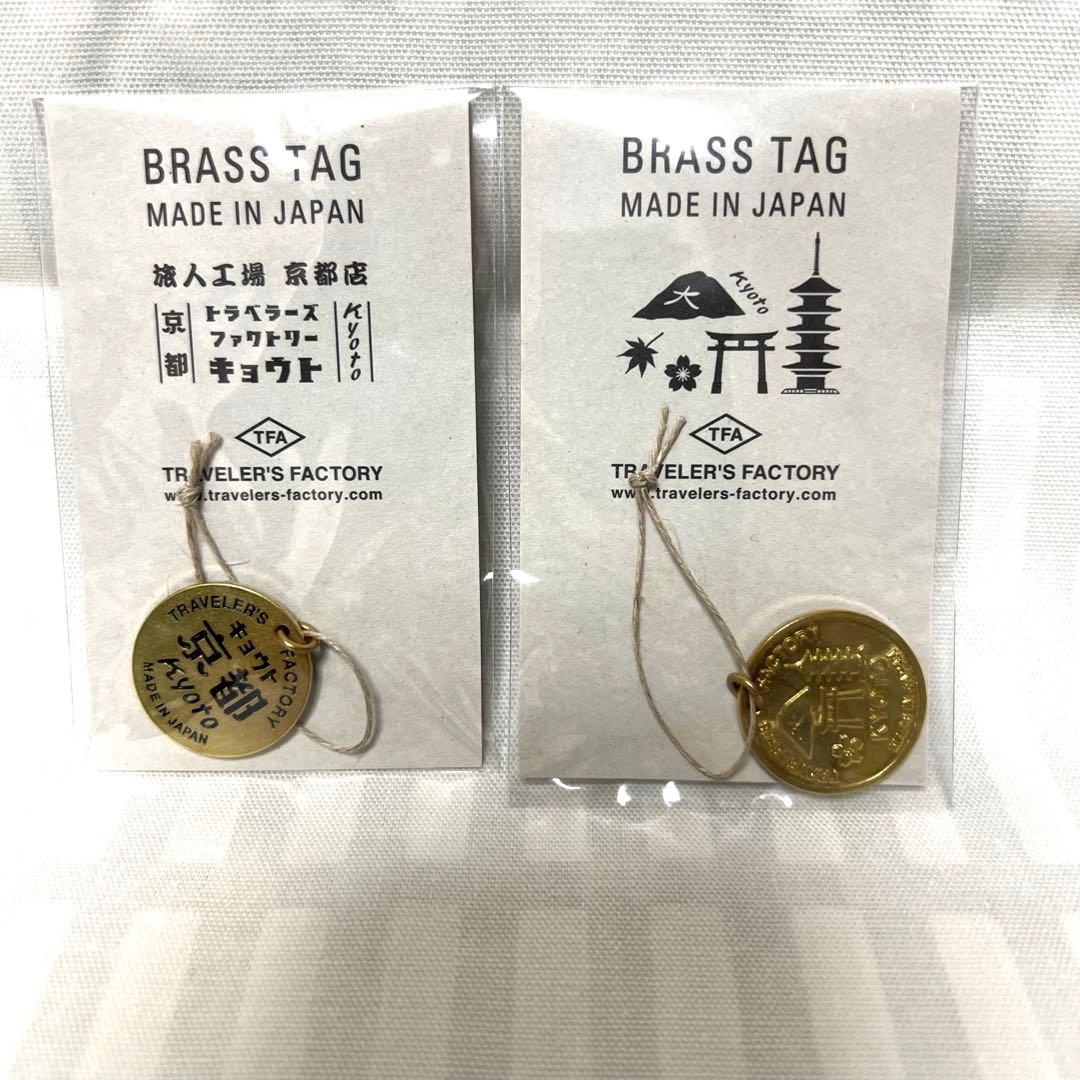 BRASS TAG
MADE IN JAPAN
旅人工場 京都店
京都
トラベラーズ
ファクトリー
キョウト
Kyoto
TFA
TRAVELER'S FACTORY
www.travelers-factory.com
TRAVELER'S FACTORY
キョウト
京都
Kyoto
MADE IN JAPAN
BRASS TAG
MADE IN JAPAN
大
Kyoto
TFA
TRAVELER'S FACTORY
www.travelers-factory.com
FACTORY
KYOTO
大